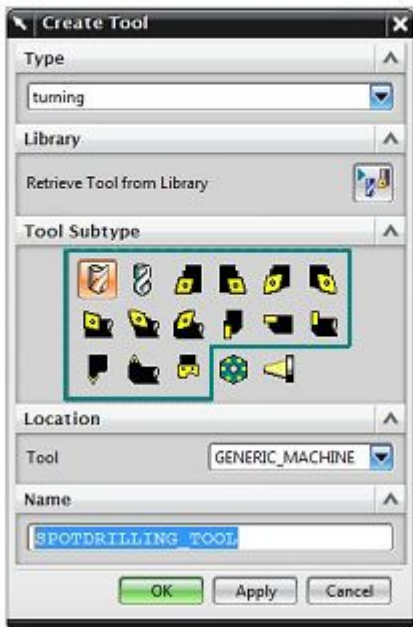 Create Tool
Type
turning
Library
Retrieve Tool from Library
Tool Subtype
Location
Tool GENERIC_MACHINE
Name
SPOTDRILLING_TOOL
OK Apply Cancel